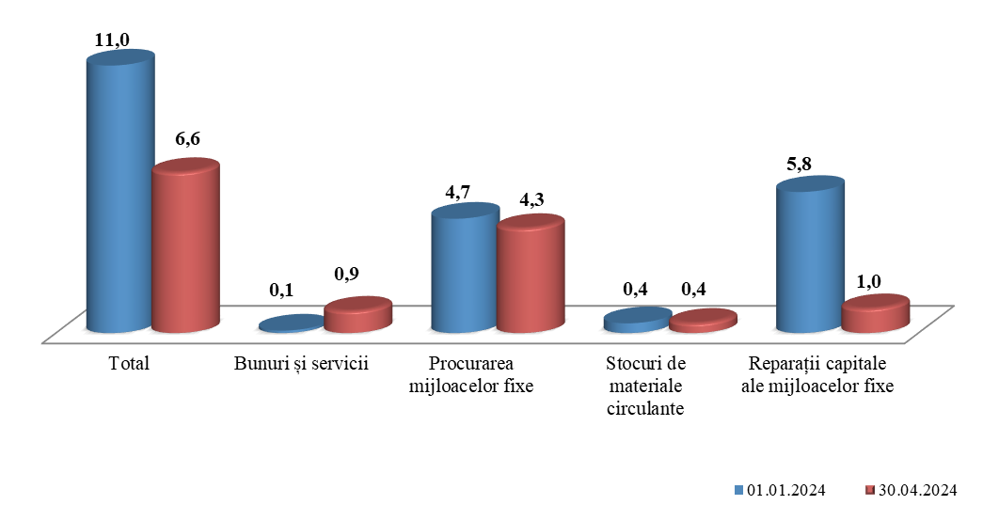 11,0
6,6
0,1
0,9
4,7
4,3
0,4
0,4
5,8
1,0
Total
Bunuri și servicii
Procurarea
mijloacelor fixe
Stocuri de
materiale
circulante
Reparații capitale
ale mijloacelor fixe
01.01.2024
30.04.2024